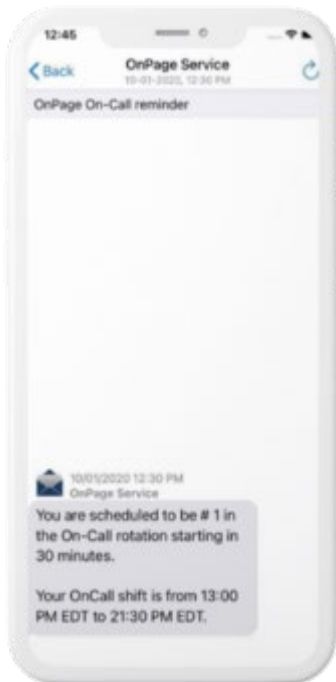 12:45
Back
OnPage Service
10-01-2020, 12:30 PM
OnPage On-Call reminder
10/01/2020 12:30 PM
OnPage Service
You are scheduled to be # 1 in
the On-Call rotation starting in
30 minutes.
Your OnCall shift is from 13:00
PM EDT to 21:30 PM EDT.